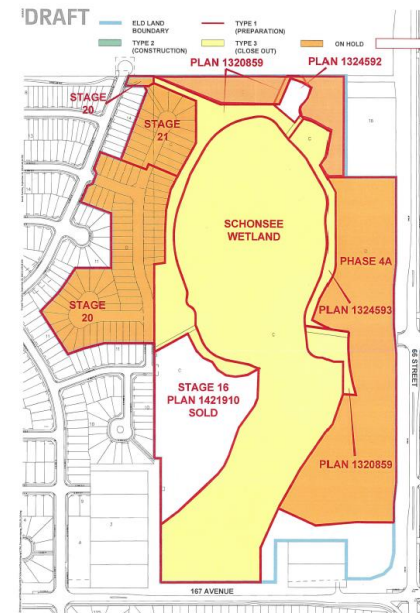 DRAFT
ELD LAND
BOUNDARY
TYPE 1
(PREPARATION)
TYPE 2
(CONSTRUCTION)
TYPE 3
(CLOSE OUT)
ON HOLD
PLAN 1320859
PLAN 1324592
STAGE
20
STAGE
21
SCHONSEE
WETLAND
PHASE 4A
STAGE
20
PLAN 1324593
STAGE 16
PLAN 1421910
SOLD
66 STREET
PLAN 1320859
167 AVENUE